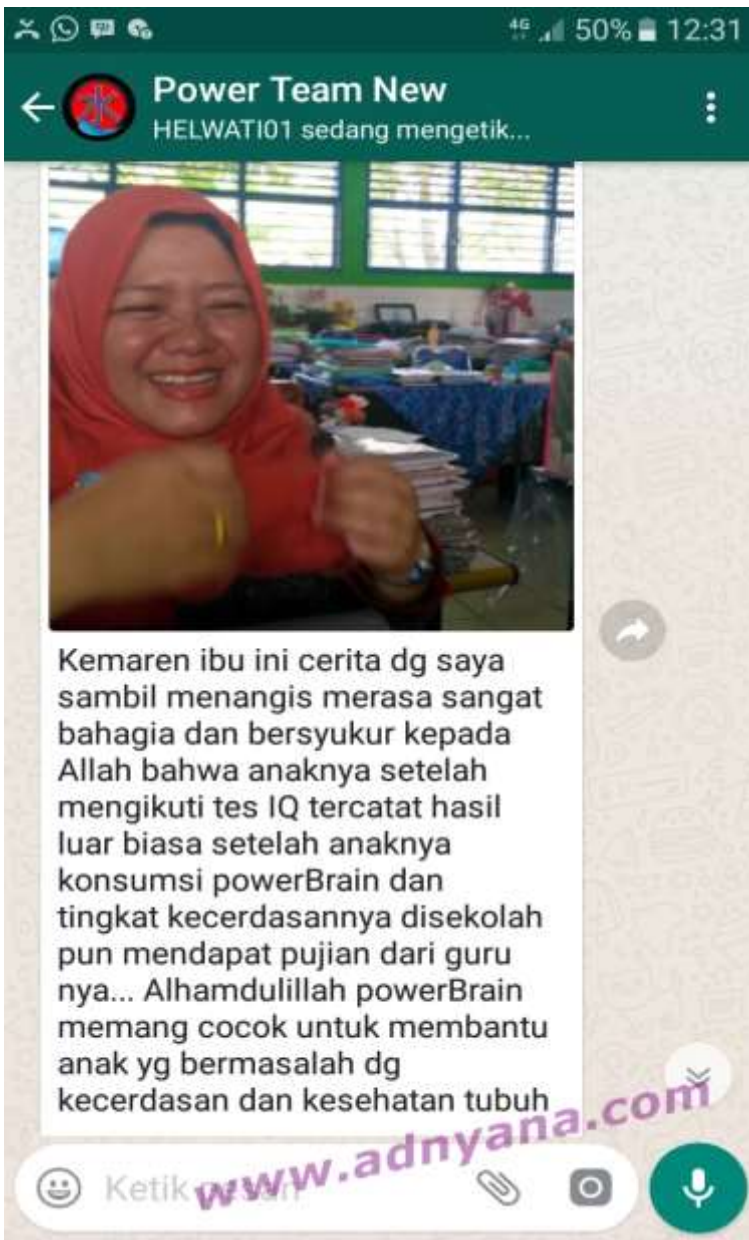 4G 50% 12:31
Power Team New
HELWATI01 sedang mengetik...
Kemaren ibu ini cerita dg saya
sambil menangis merasa sangat
bahagia dan bersyukur kepada
Allah bahwa anaknya setelah
mengikuti tes IQ tercatat hasil
luar biasa setelah anaknya
konsumsi powerBrain dan
tingkat kecerdasannya disekolah
pun mendapat pujian dari guru
nya... Alhamdulillah powerBrain
memang cocok untuk membantu
anak yg bermasalah dg
kecerdasan dan kesehatan tubuh
www.adnyana.com
Ketik pesan